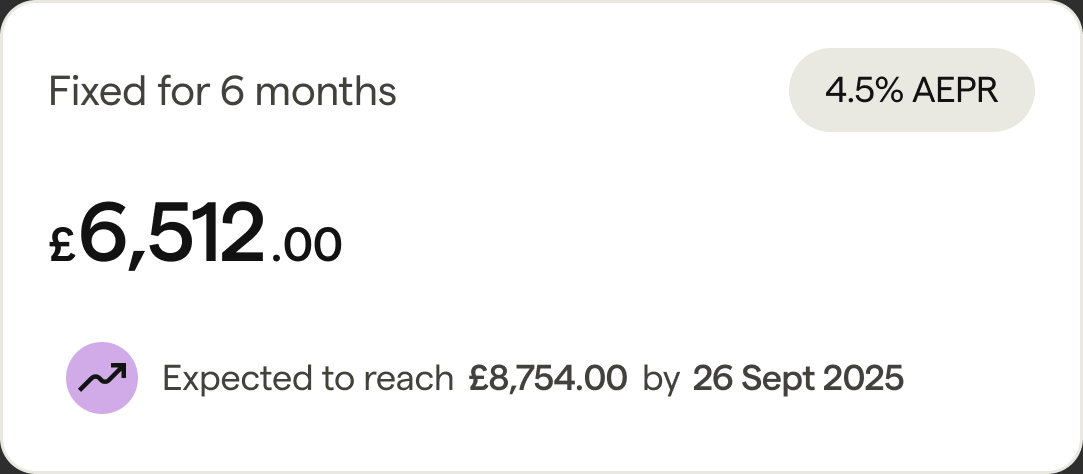 Fixed for 6 months
4.5% AEPR
£6,512.00
Expected to reach £8,754.00 by 26 Sept 2025